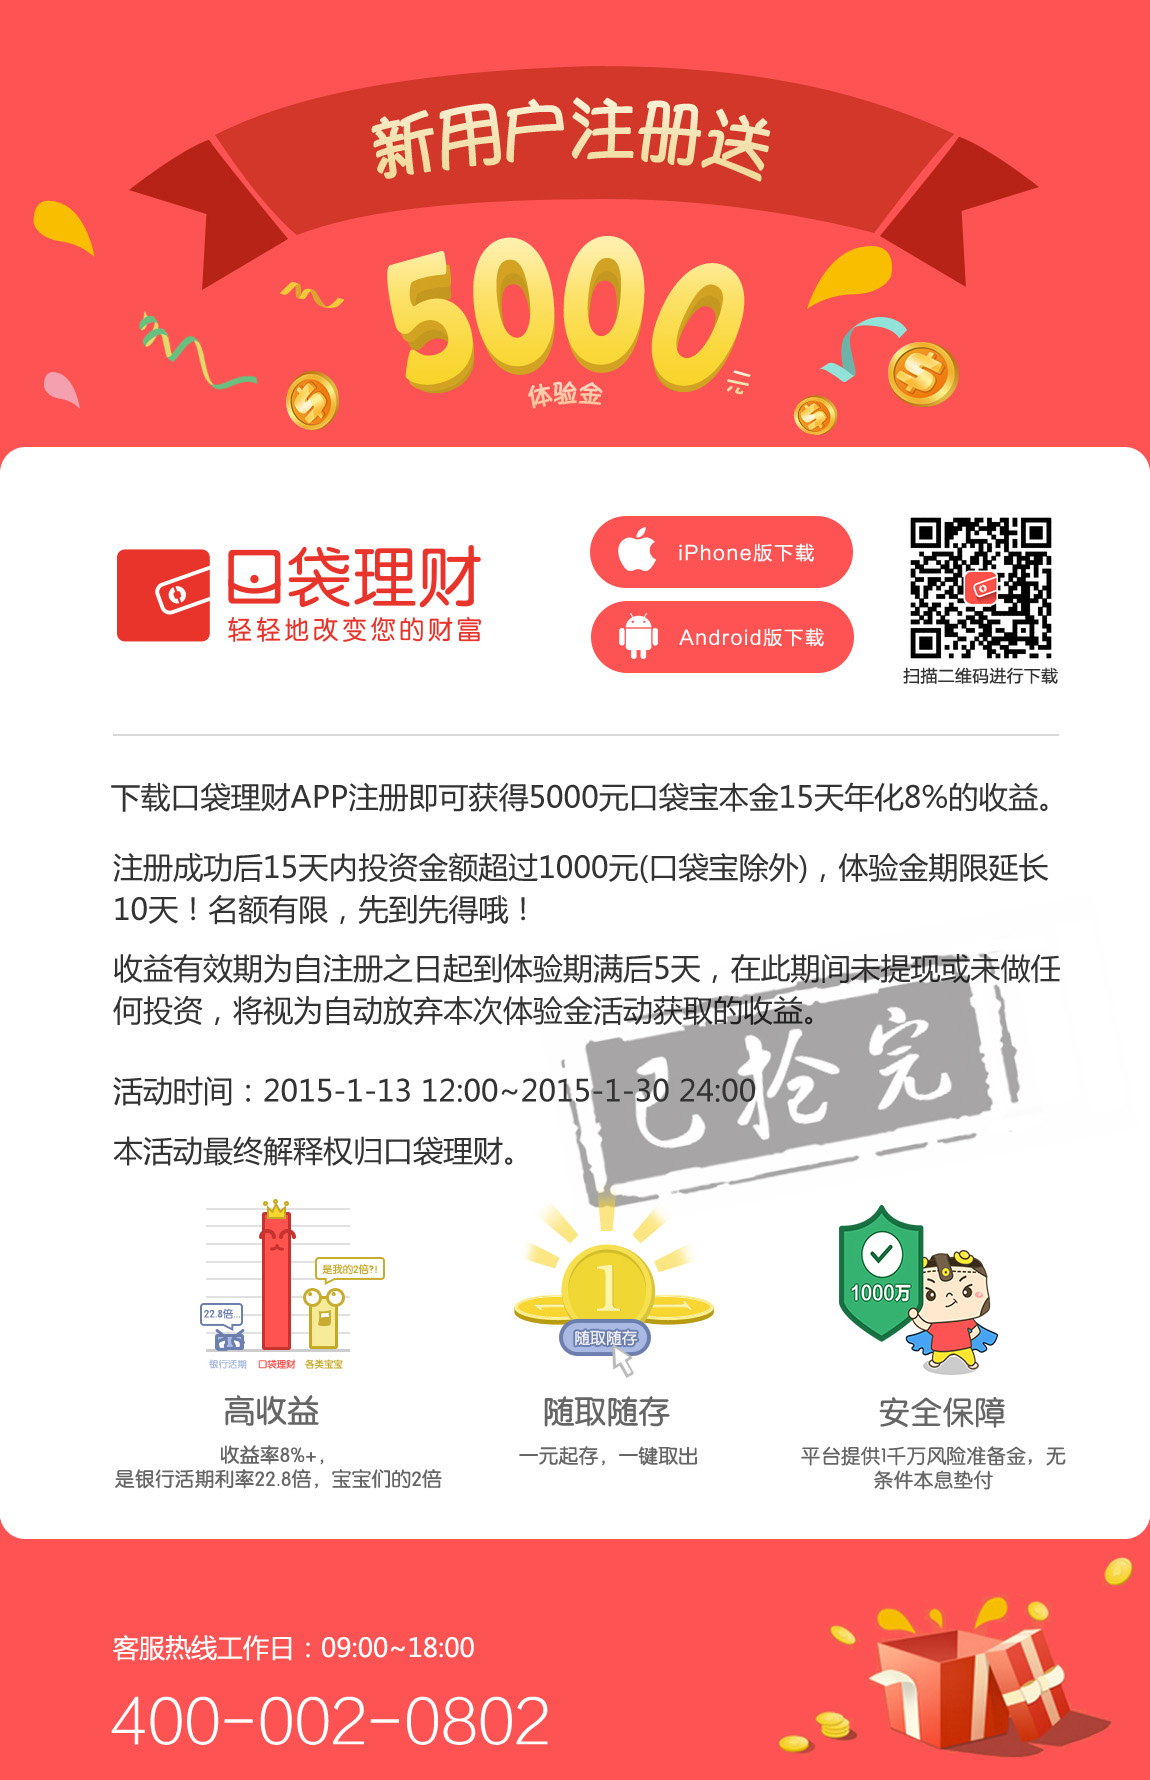 新用户注册送
5000
体验金
元
口袋理财
轻轻地改变您的财富
iPhone版下载
Android版下载
扫描二维码进行下载
下载口袋理财APP注册即可获得5000元口袋宝本金15天年化8%的收益。
注册成功后15天内投资金额超过1000元(口袋宝除外)，体验金期限延长
10天！名额有限，先到先得哦！
收益有效期为自注册之日起到体验期满后5天，在此期间未提现或未做任
何投资，将视为自动放弃本次体验金活动获取的收益。
已抢完
活动时间：2015-1-13 12:00~2015-1-30 24:00
本活动最终解释权归口袋理财。
是我的2倍?!
22.8倍...
银行活期 口袋理财 各类宝宝
1
随取随存
1000万
高收益
收益率8%+，
是银行活期利率22.8倍，宝宝们的2倍
随取随存
一元起存，一键取出
安全保障
平台提供1千万风险准备金，无
条件本息垫付
客服热线工作日：09:00~18:00
400-002-0802